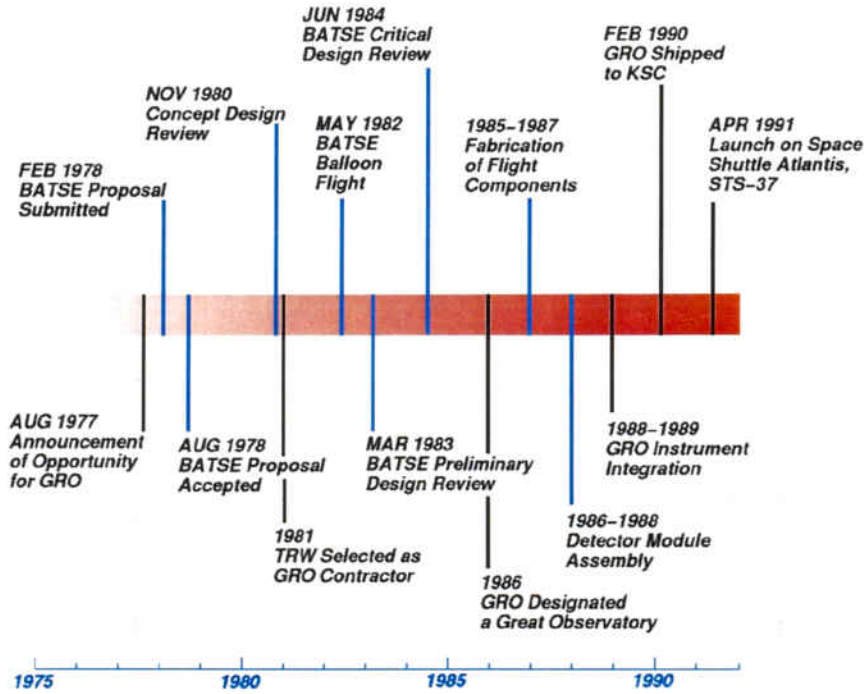 JUN 1984
BATSE Critical
Design Review
FEB 1990
GRO Shipped
to KSC
NOV 1980
Concept Design
Review
MAY 1982
BATSE
Balloon
Flight
1985–1987
Fabrication
of Flight
Components
APR 1991
Launch on Space
Shuttle Atlantis,
STS–37
FEB 1978
BATSE Proposal
Submitted
AUG 1977
Announcement
of Opportunity
for GRO
AUG 1978
BATSE Proposal
Accepted
MAR 1983
BATSE Preliminary
Design Review
1988–1989
GRO Instrument
Integration
1981
TRW Selected as
GRO Contractor
1986–1988
Detector Module
Assembly
1986
GRO Designated
a Great Observatory
1975 1980 1985 1990